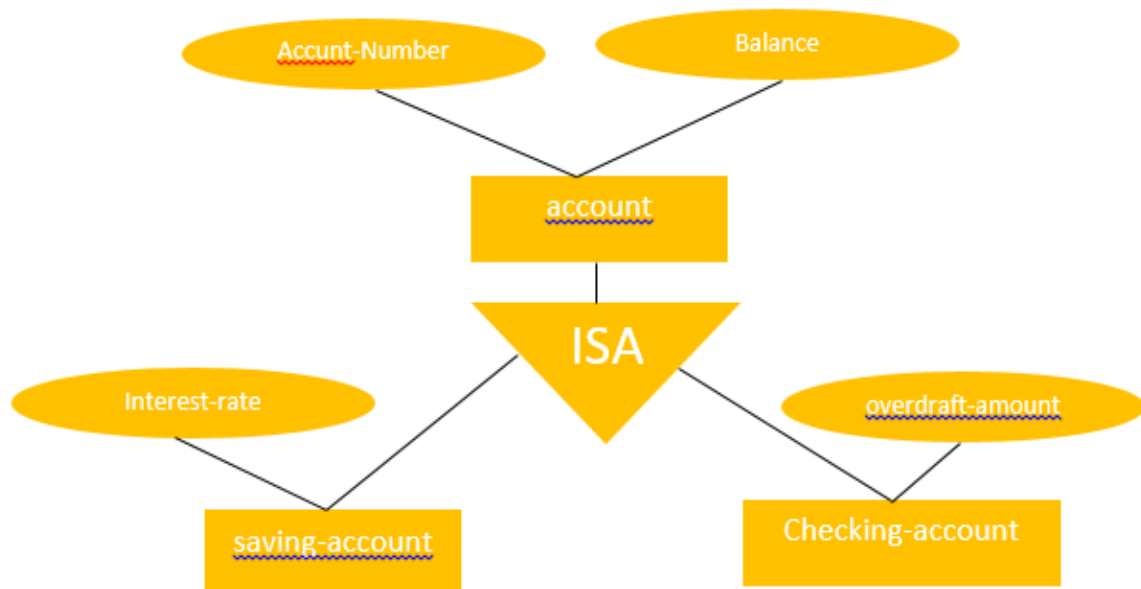 Accunt-Number
Balance
account
ISA
Interest-rate
overdraft-amount
saving-account
Checking-account